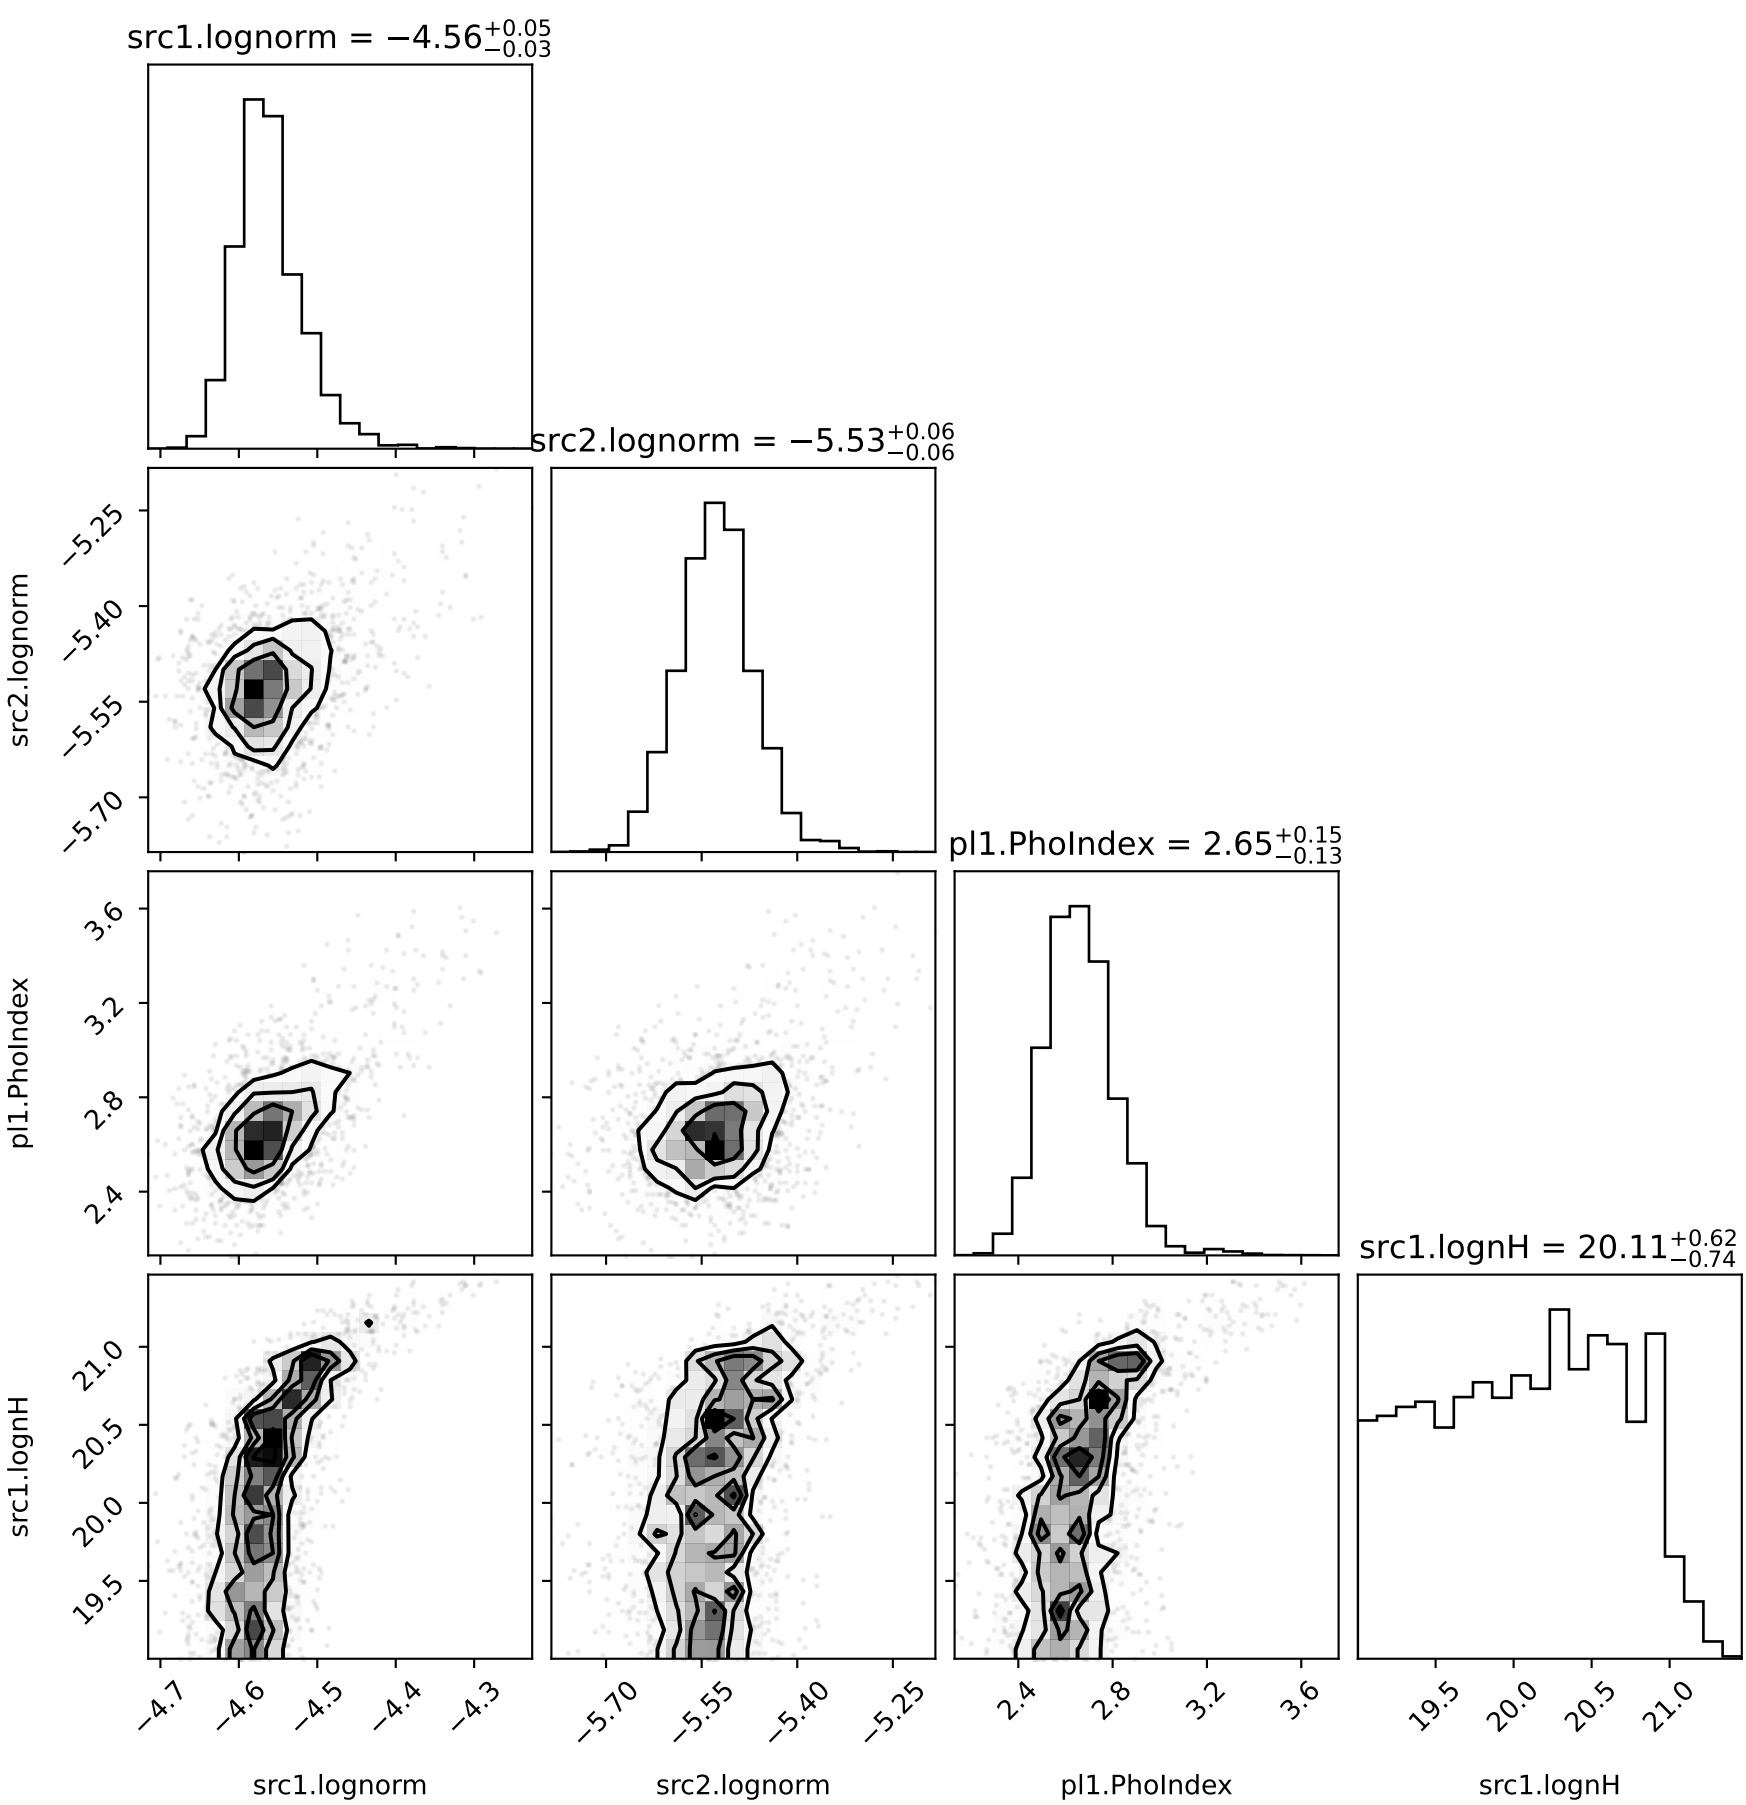 src1.lognorm = −4.56+0.05−0.03
src2.lognorm = −5.53+0.06−0.06
−5.25
−5.40
−5.55
−5.70
src2.lognorm
pl1.PhoIndex = 2.65+0.15−0.13
3.6
3.2
2.8
2.4
pl1.PhoIndex
src1.lognH = 20.11+0.62−0.74
21.0
20.5
20.0
19.5
src1.lognH
−4.7 −4.6 −4.5 −4.4 −4.3 −5.70 −5.55 −5.40 −5.25 2.4 2.8 3.2 3.6 19.5 20.0 20.5 21.0
src1.lognorm src2.lognorm pl1.PhoIndex src1.lognH